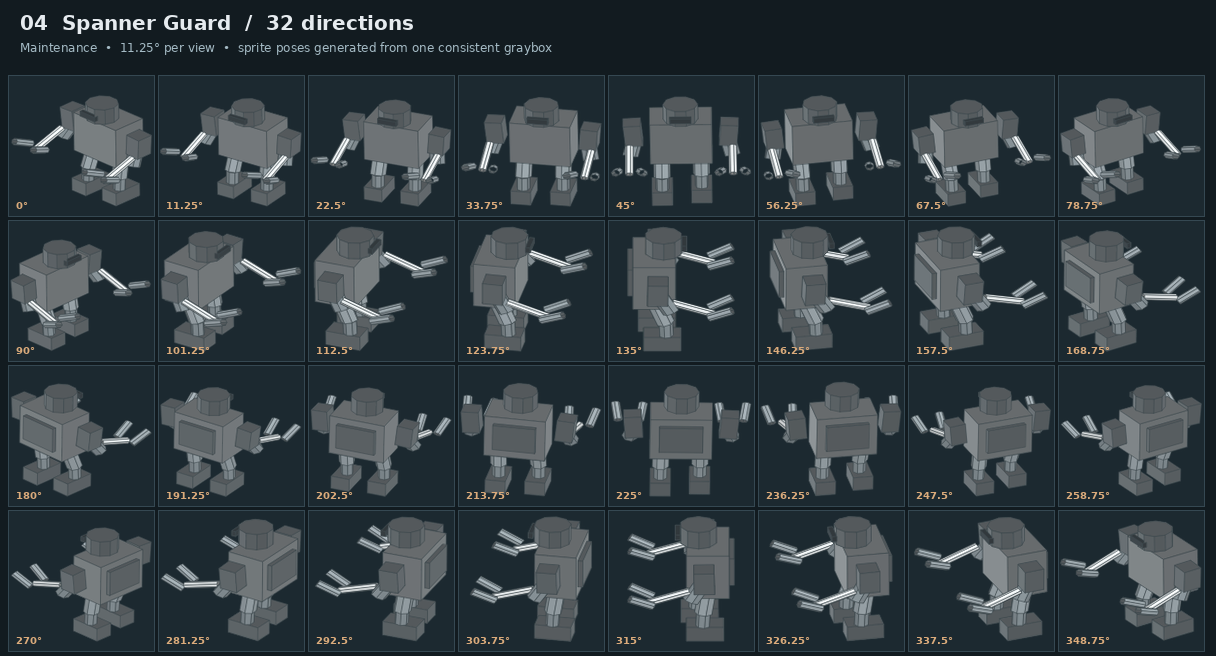 04 Spanner Guard / 32 directions
Maintenance • 11.25° per view • sprite poses generated from one consistent graybox
0° 11.25° 22.5° 33.75° 45° 56.25° 67.5° 78.75°
90° 101.25° 112.5° 123.75° 135° 146.25° 157.5° 168.75°
180° 191.25° 202.5° 213.75° 225° 236.25° 247.5° 258.75°
270° 281.25° 292.5° 303.75° 315° 326.25° 337.5° 348.75°